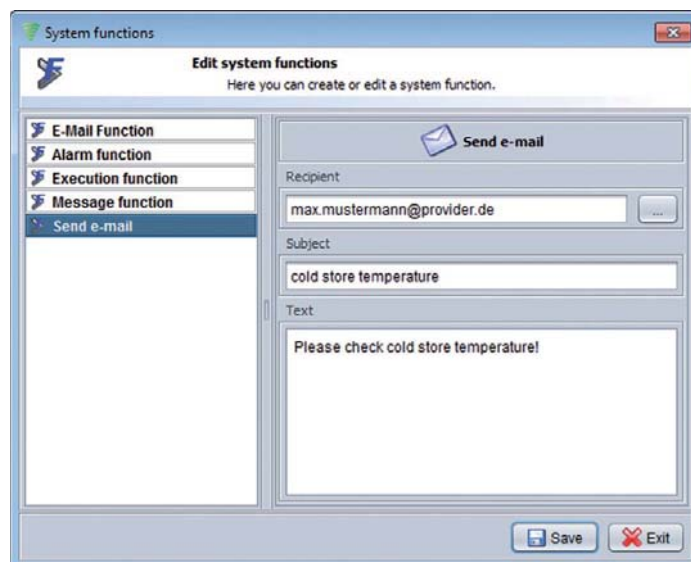 System functions
Edit system functions
Here you can create or edit a system function.
E-Mail Function
Alarm function
Execution function
Message function
Send e-mail
Send e-mail
Recipient
max.mustermann@provider.de
...
Subject
cold store temperature
Text
Please check cold store temperature!
Save
Exit